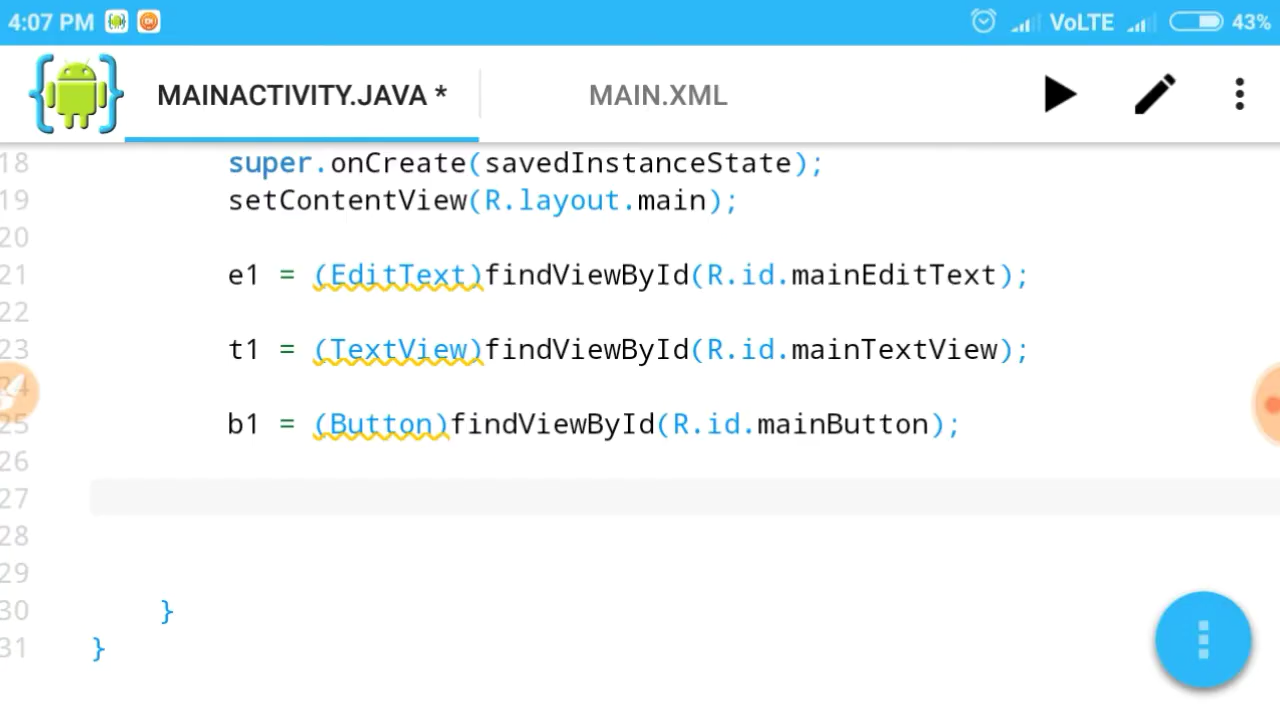 4:07 PM VoLTE 43%
MAINACTIVITY.JAVA * MAIN.XML
18 super.onCreate(savedInstanceState);
19 setContentView(R.layout.main);
20
21 e1 = (EditText)findViewById(R.id.mainEditText);
22
23 t1 = (TextView)findViewById(R.id.mainTextView);
24
25 b1 = (Button)findViewById(R.id.mainButton);
26
27
28
29
30 }
31 }